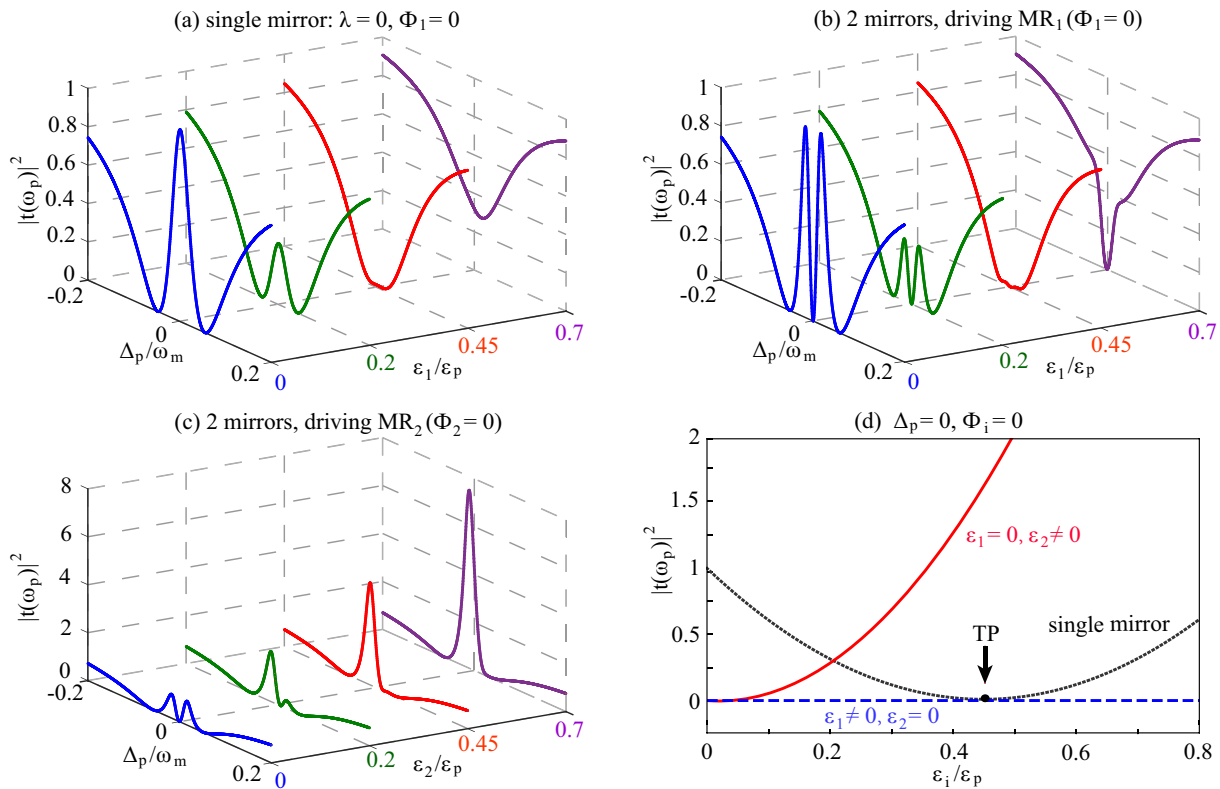 (a) single mirror: λ = 0, Φ₁ = 0
|t(ωₚ)|²
1
0.8
0.6
0.4
0.2
0
-0.2
0
0.2
Δₚ/ωₘ
0
0.2
0.45
0.7
ε₁/εₚ
(b) 2 mirrors, driving MR₁ (Φ₁ = 0)
|t(ωₚ)|²
1
0.8
0.6
0.4
0.2
0
-0.2
0
0.2
Δₚ/ωₘ
0
0.2
0.45
0.7
ε₁/εₚ
(c) 2 mirrors, driving MR₂ (Φ₂ = 0)
|t(ωₚ)|²
8
6
4
2
0
-0.2
0
0.2
Δₚ/ωₘ
0
0.2
0.45
0.7
ε₂/εₚ
(d) Δₚ = 0, Φᵢ = 0
|t(ωₚ)|²
2
1.5
1
0.5
0
ε₁ = 0, ε₂ ≠ 0
single mirror
TP
ε₁ ≠ 0, ε₂ = 0
0
0.2
0.4
0.6
0.8
εᵢ/εₚ